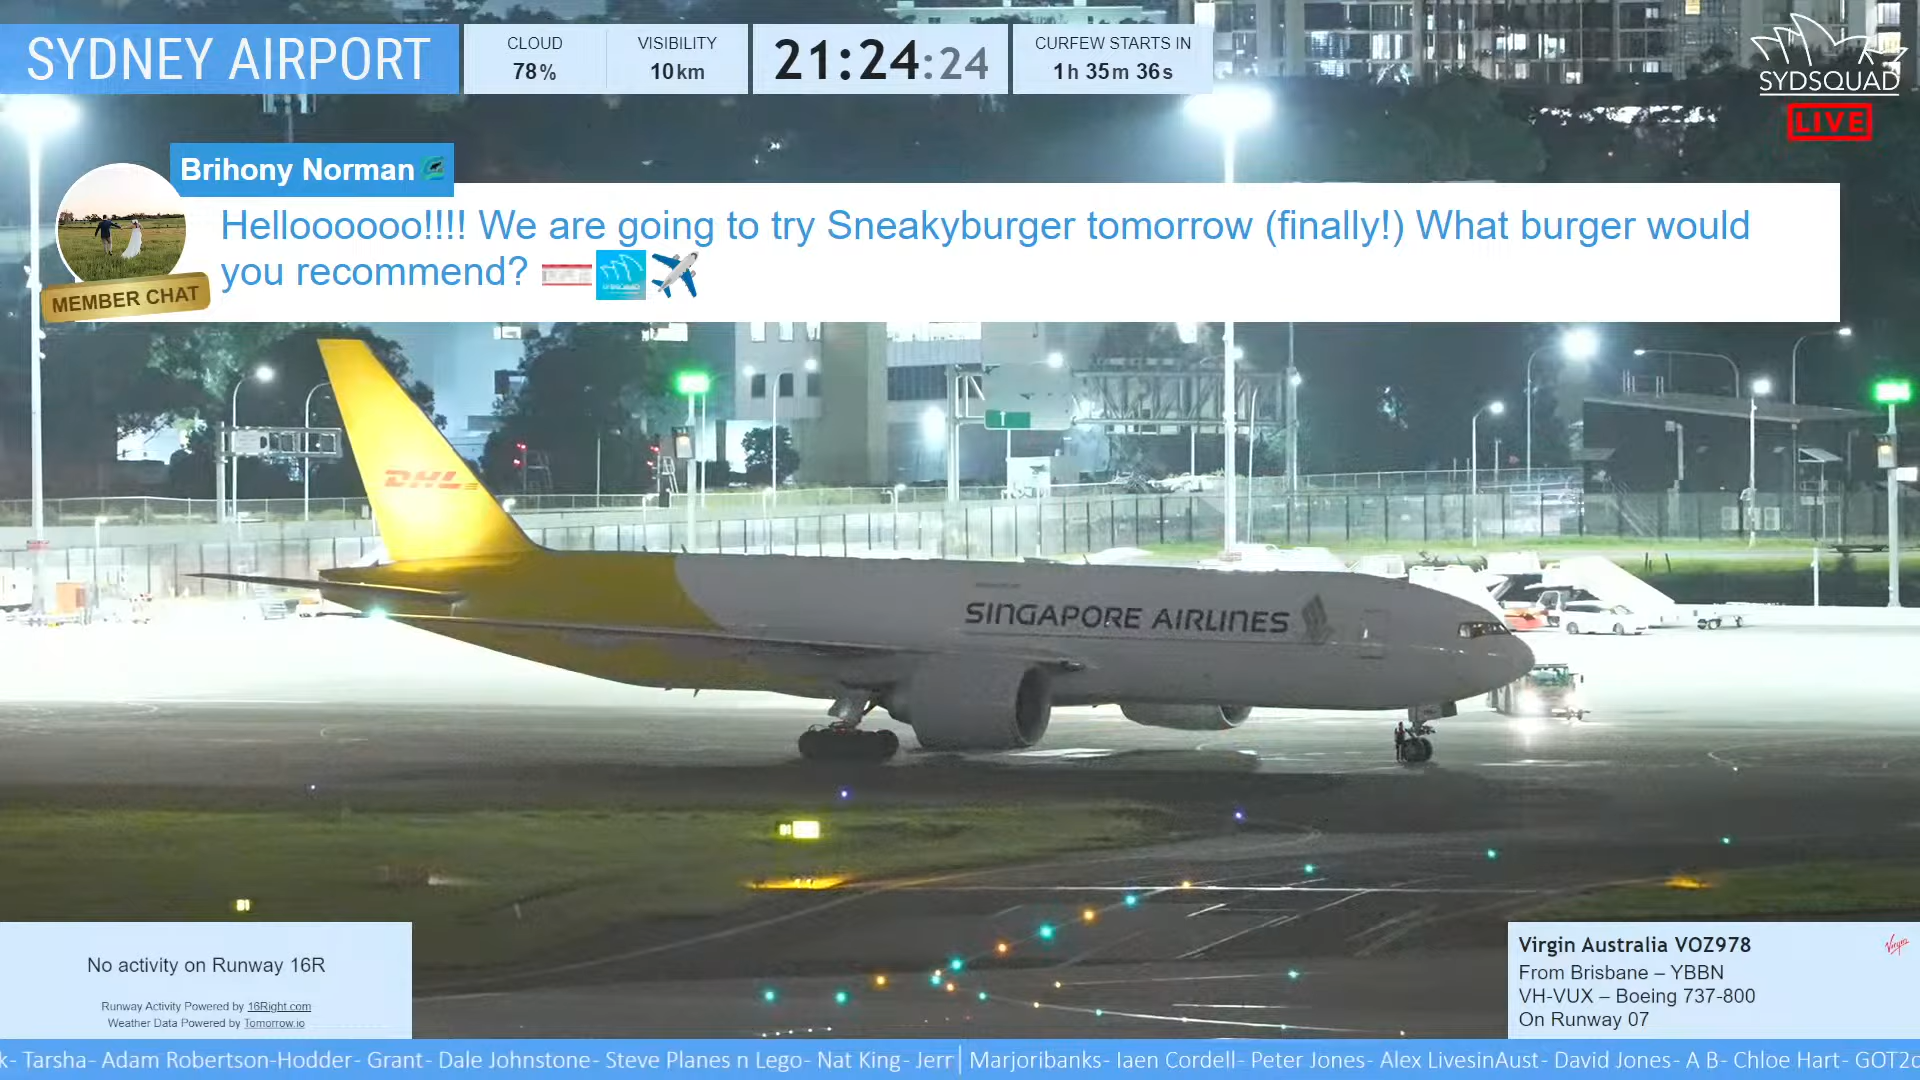 SYDNEY AIRPORT
CLOUD
78%
VISIBILITY
10km
21:24:24
CURFEW STARTS IN
1h 35m 36s
SYDSQUAD
LIVE
Brihony Norman
Helloooooo!!!! We are going to try Sneakyburger tomorrow (finally!) What burger would
you recommend?
MEMBER CHAT
DHL
SINGAPORE AIRLINES
No activity on Runway 16R
Runway Activity Powered by 16Right.com
Weather Data Powered by Tomorrow.io
Virgin Australia VOZ978
From Brisbane – YBBN
VH-VUX – Boeing 737-800
On Runway 07
k- Tarsha- Adam Robertson-Hodder- Grant- Dale Johnstone- Steve Planes n Lego- Nat King- Jerr| Marjoribanks- Iaen Cordell- Peter Jones- Alex LivesinAust- David Jones- A B- Chloe Hart- GOT2